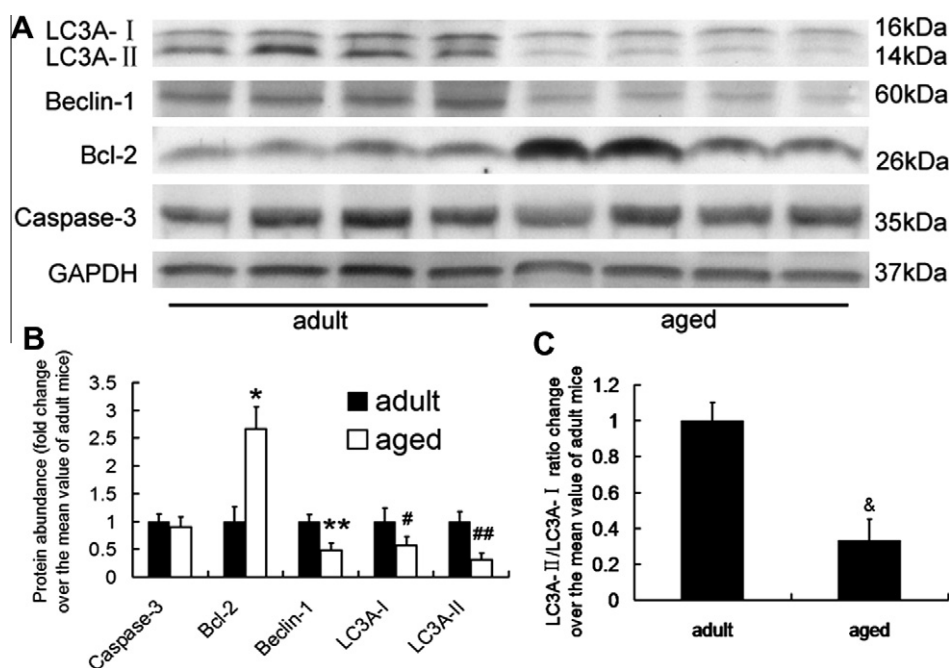 A
LC3A-Ⅰ 16kDa
LC3A-Ⅱ 14kDa
Beclin-1 60kDa
Bcl-2 26kDa
Caspase-3 35kDa
GAPDH 37kDa
adult aged
B
Protein abundance (fold change
over the mean value of adult mice)
3.5
3
2.5
2
1.5
1
0.5
0
adult
aged
*
**
#
##
Caspase-3
Bcl-2
Beclin-1
LC3A-I
LC3A-II
C
LC3A-Ⅱ/LC3A-Ⅰ ratio change
over the mean value of adult mice
1.2
1
0.8
0.6
0.4
0.2
0
&
adult aged